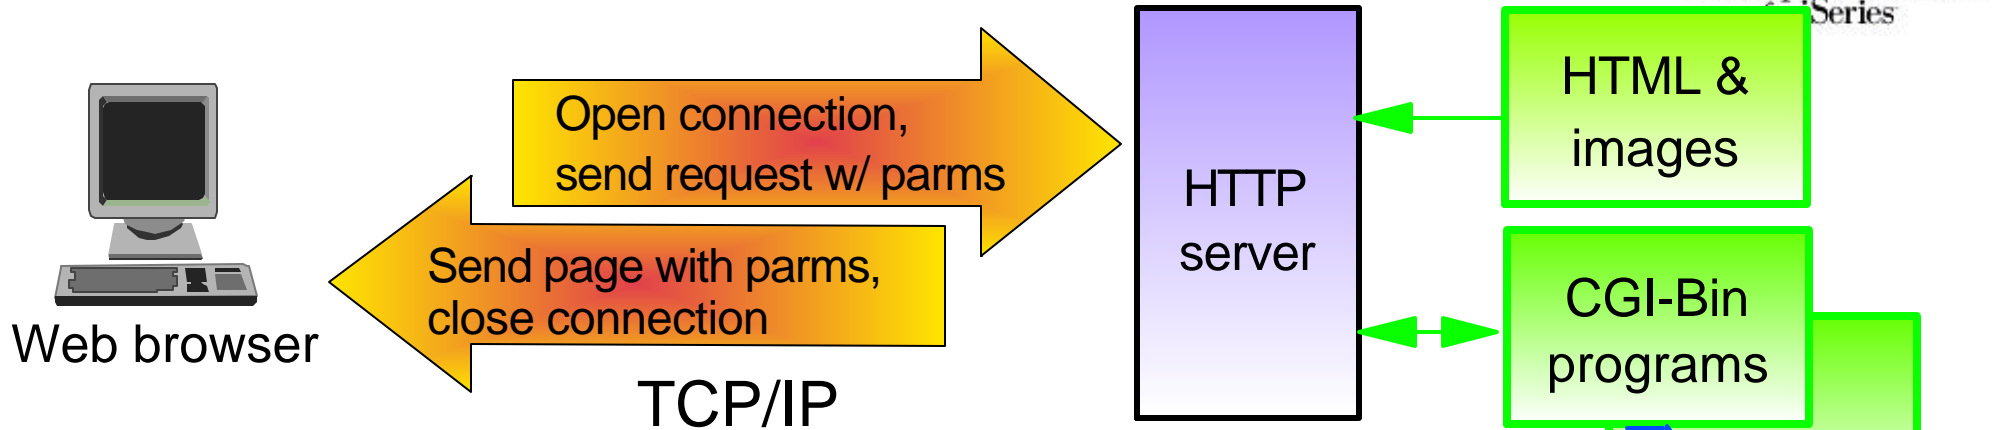 Series
Open connection,
send request w/ parms
Send page with parms,
close connection
Web browser
TCP/IP
HTTP
server
HTML &
images
CGI-Bin
programs